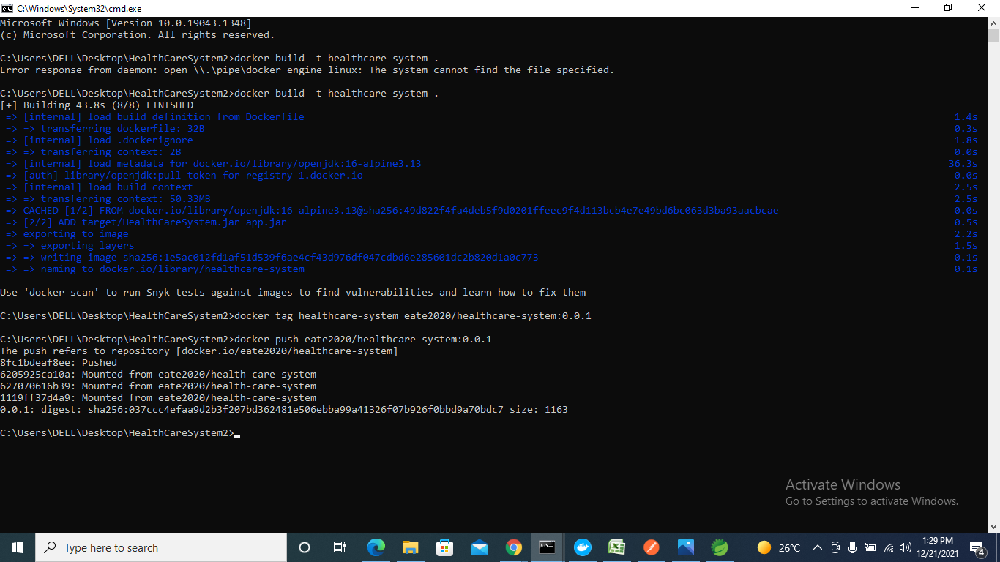 C:\Windows\System32\cmd.exe
Microsoft Windows [Version 10.0.19043.1348]
(c) Microsoft Corporation. All rights reserved.
C:\Users\DELL\Desktop\HealthCareSystem2>docker build -t healthcare-system .
Error response from daemon: open \\.\pipe\docker_engine_linux: The system cannot find the file specified.
C:\Users\DELL\Desktop\HealthCareSystem2>docker build -t healthcare-system .
[+] Building 43.8s (8/8) FINISHED
=> [internal] load build definition from Dockerfile 1.4s
=> => transferring dockerfile: 32B 0.3s
=> [internal] load .dockerignore 1.8s
=> => transferring context: 2B 0.0s
=> [internal] load metadata for docker.io/library/openjdk:16-alpine3.13 36.3s
=> [auth] library/openjdk:pull token for registry-1.docker.io 0.0s
=> [internal] load build context 2.5s
=> => transferring context: 50.33MB 2.5s
=> CACHED [1/2] FROM docker.io/library/openjdk:16-alpine3.13@sha256:49d822f4fa4deb5f9d0201ffeec9f4d113bcb4e7e49bd6bc063d3ba93aacbcae 0.0s
=> [2/2] ADD target/HealthCareSystem.jar app.jar 0.5s
=> exporting to image 2.2s
=> => exporting layers 1.5s
=> => writing image sha256:1e5ac012fd1af51d539f6ae4cf43d976df047cdbd6e285601dc2b820d1a0c773 0.1s
=> => naming to docker.io/library/healthcare-system 0.1s
Use 'docker scan' to run Snyk tests against images to find vulnerabilities and learn how to fix them
C:\Users\DELL\Desktop\HealthCareSystem2>docker tag healthcare-system eate2020/healthcare-system:0.0.1
C:\Users\DELL\Desktop\HealthCareSystem2>docker push eate2020/healthcare-system:0.0.1
The push refers to repository [docker.io/eate2020/healthcare-system]
8fc1bdeaf8ee: Pushed
6205925ca10a: Mounted from eate2020/health-care-system
627070616b39: Mounted from eate2020/health-care-system
1119ff37d4a9: Mounted from eate2020/health-care-system
0.0.1: digest: sha256:037ccc4efaa9d2b3f207bd362481e506ebba99a41326f07b926f0bbd9a70bdc7 size: 1163
C:\Users\DELL\Desktop\HealthCareSystem2>
Activate Windows
Go to Settings to activate Windows.
Type here to search
26°C
1:29 PM
12/21/2021
4